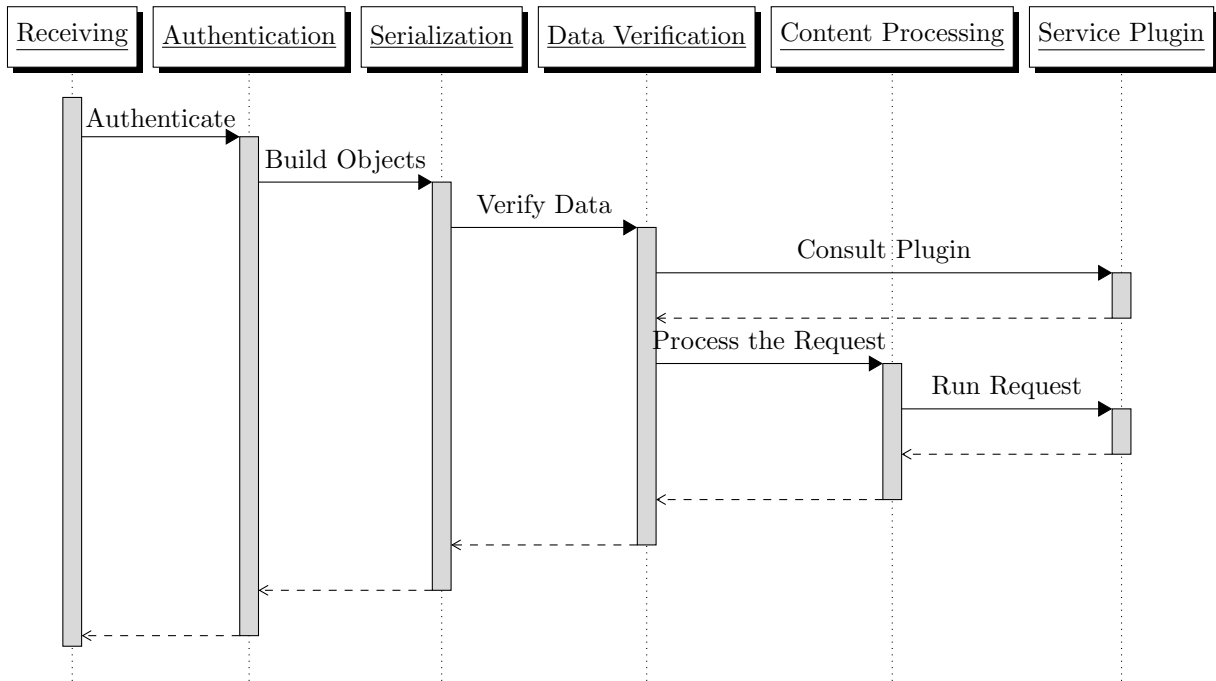 Receiving
Authentication
Serialization
Data Verification
Content Processing
Service Plugin
Authenticate
Build Objects
Verify Data
Consult Plugin
Process the Request
Run Request